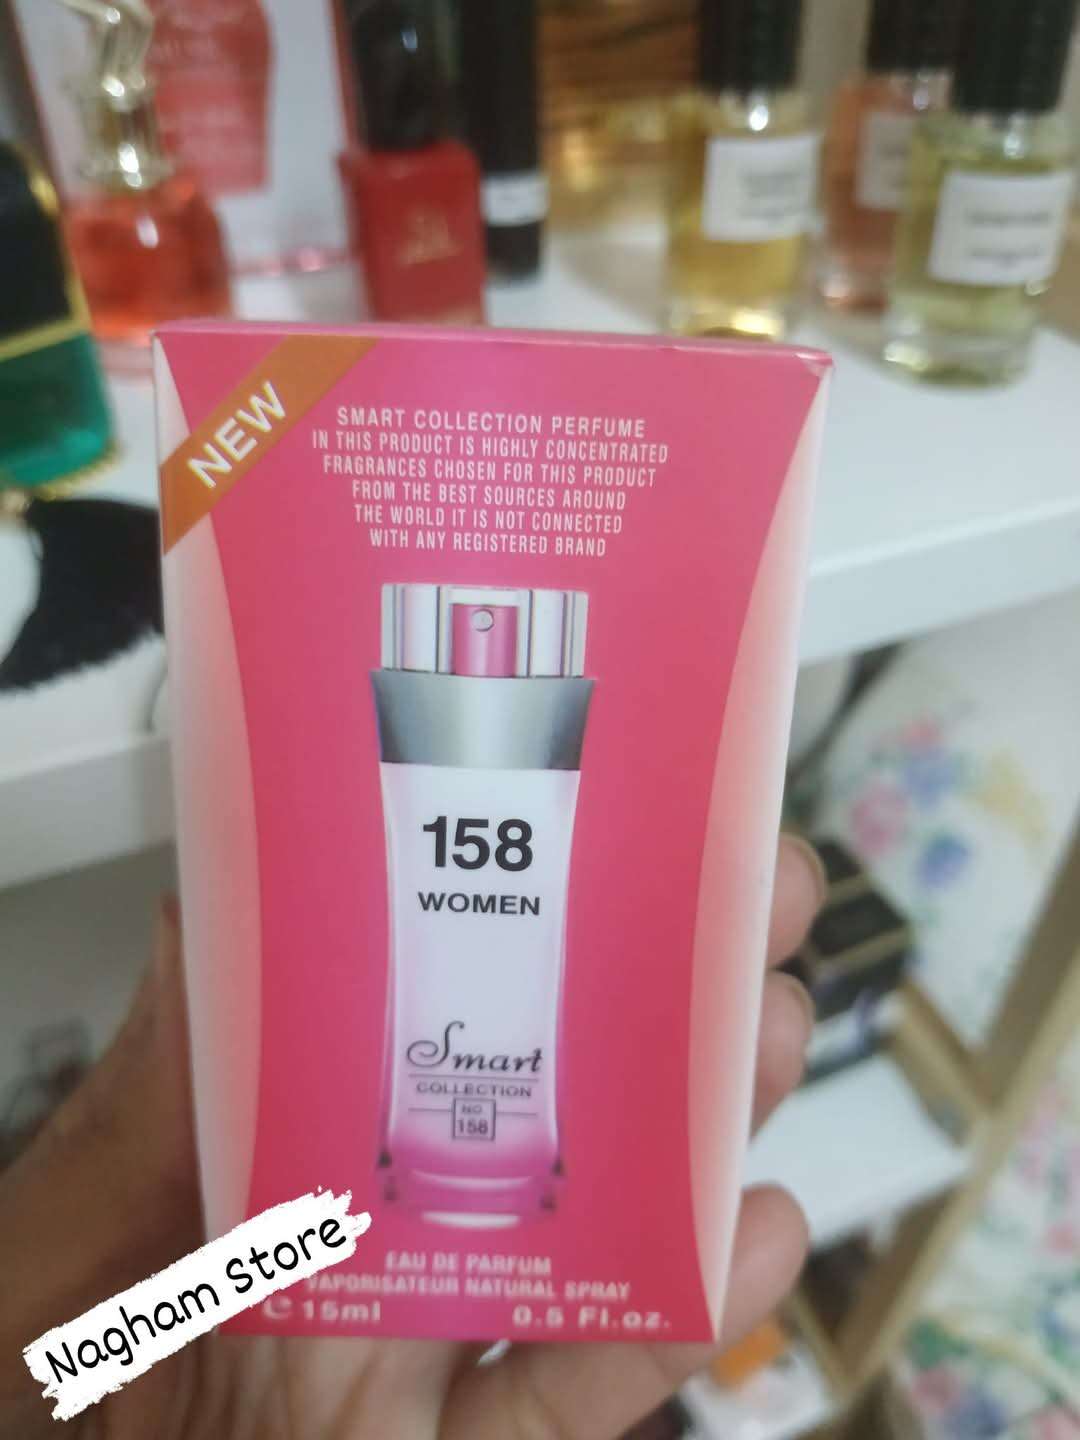 NEW
SMART COLLECTION PERFUME
IN THIS PRODUCT IS HIGHLY CONCENTRATED
FRAGRANCES CHOSEN FOR THIS PRODUCT
FROM THE BEST SOURCES AROUND
THE WORLD IT IS NOT CONNECTED
WITH ANY REGISTERED BRAND
158
WOMEN
Smart
COLLECTION
NO
158
EAU DE PARFUM
VAPORISATEUR NATURAL SPRAY
e 15ml 0.5 Fl.oz.
Nagham Store